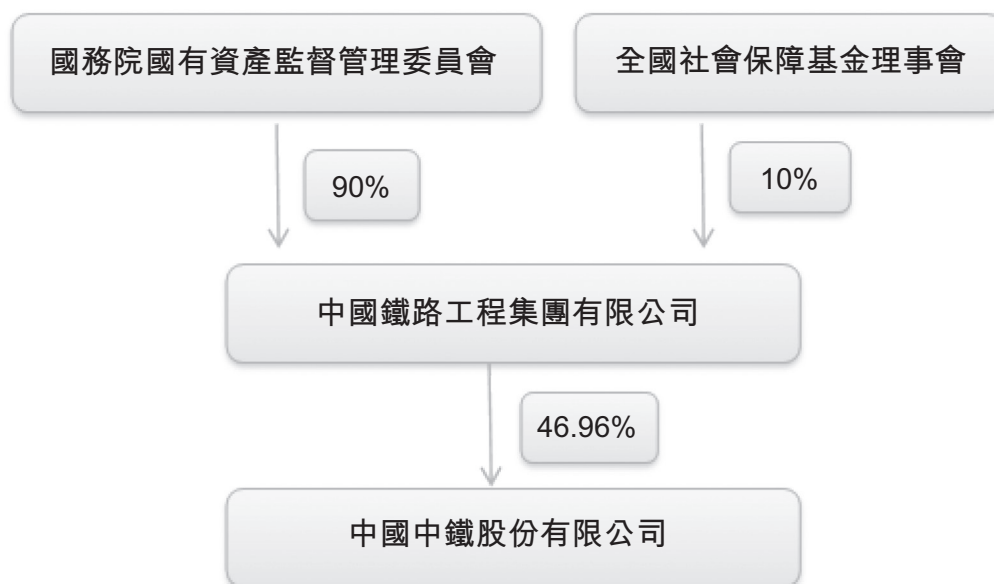 國務院國有資產監督管理委員會
全國社會保障基金理事會
90%
10%
中國鐵路工程集團有限公司
46.96%
中國中鐵股份有限公司